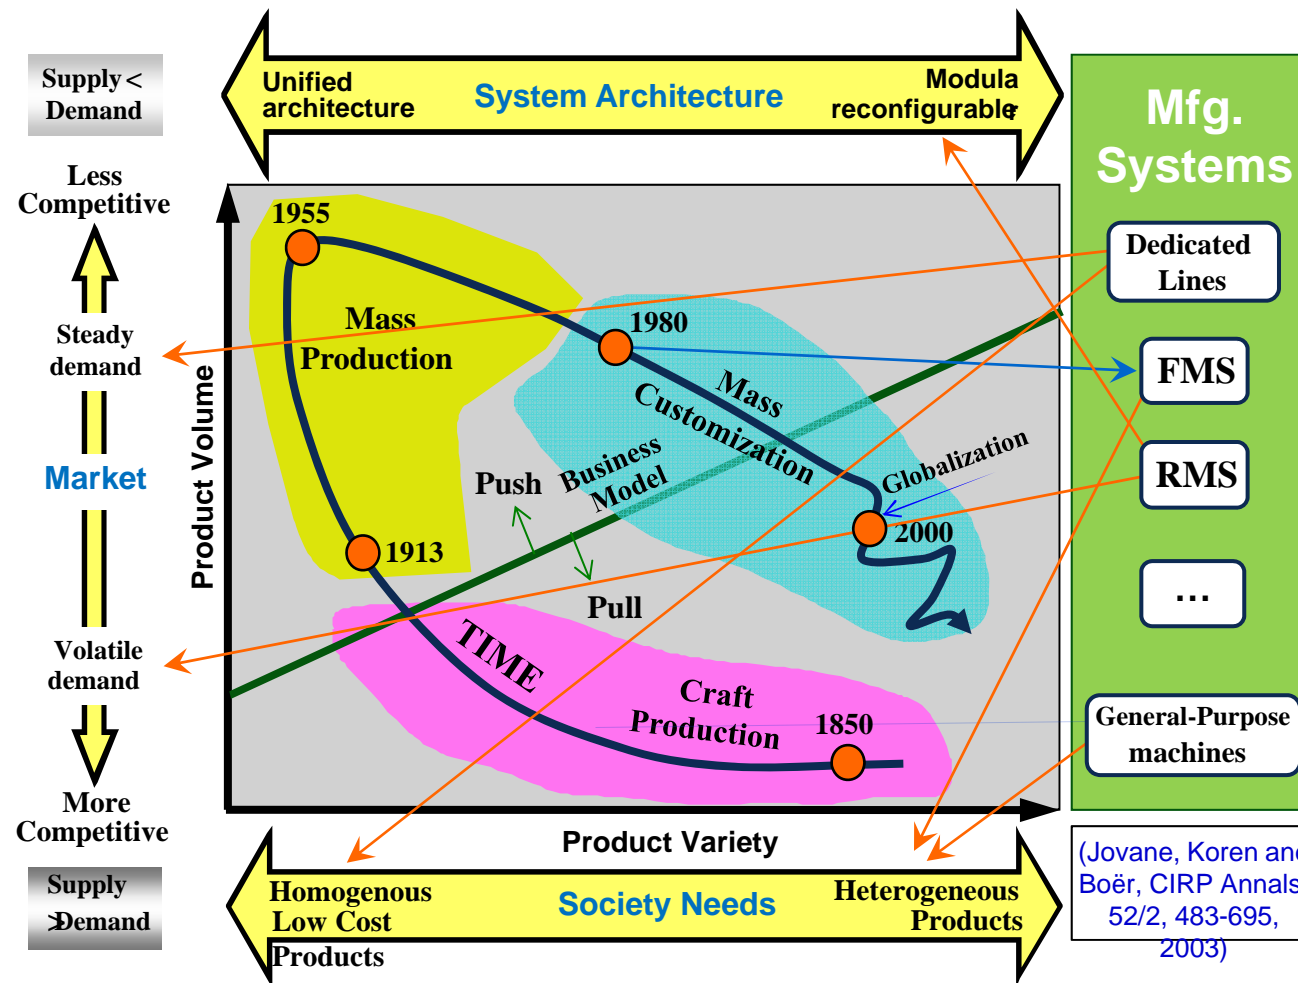 Supply <
Demand
Unified
architecture
System Architecture
Modula
reconfigurable
r
Mfg.
Systems
Less
Competitive
Steady
demand
Market
Volatile
demand
More
Competitive
Supply
>Demand
Product Volume
1955
Mass
Production
1980
Mass
Customization
Business
Model
Push
Pull
Globalization
2000
1913
TIME
Craft
Production
1850
Dedicated
Lines
FMS
RMS
...
General-Purpose
machines
Product Variety
Homogenous
Low Cost
Products
Society Needs
Heterogeneous
Products
(Jovane, Koren and
Boër, CIRP Annals
52/2, 483-695,
2003)